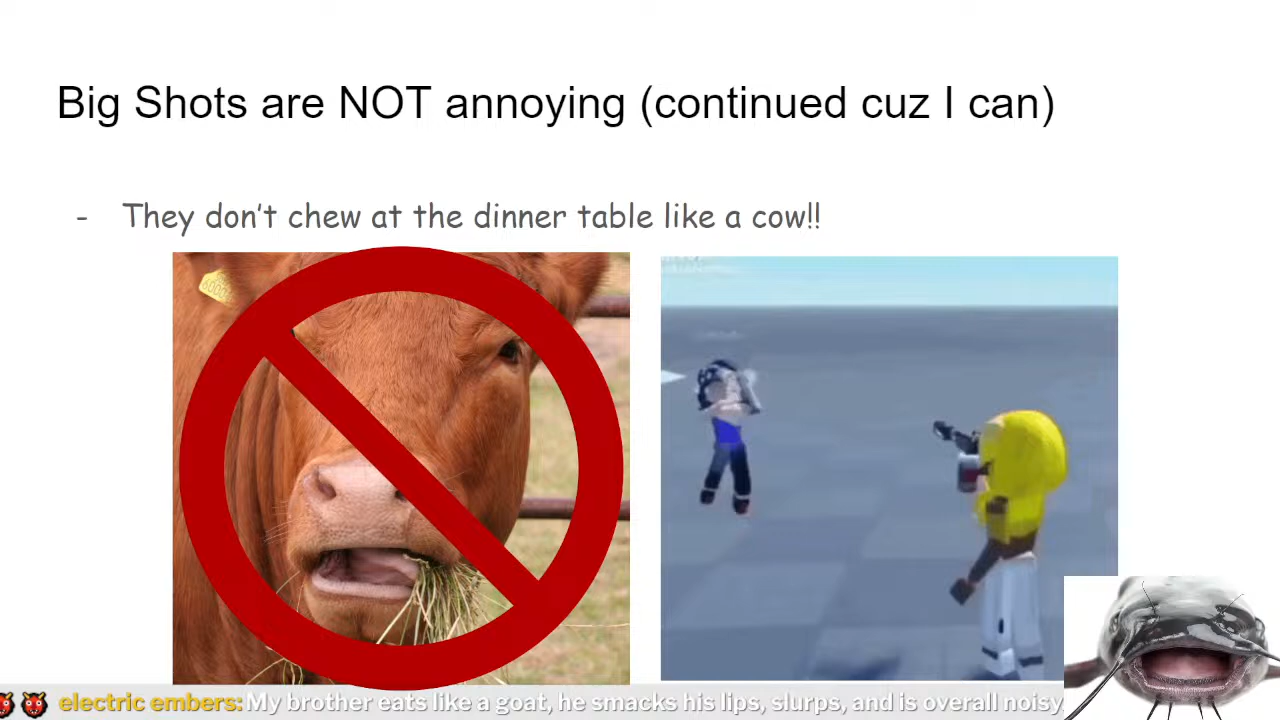 Big Shots are NOT annoying (continued cuz I can)
- They don't chew at the dinner table like a cow!!
electric embers: My brother eats like a goat, he smacks his lips, slurps, and is overall noisy